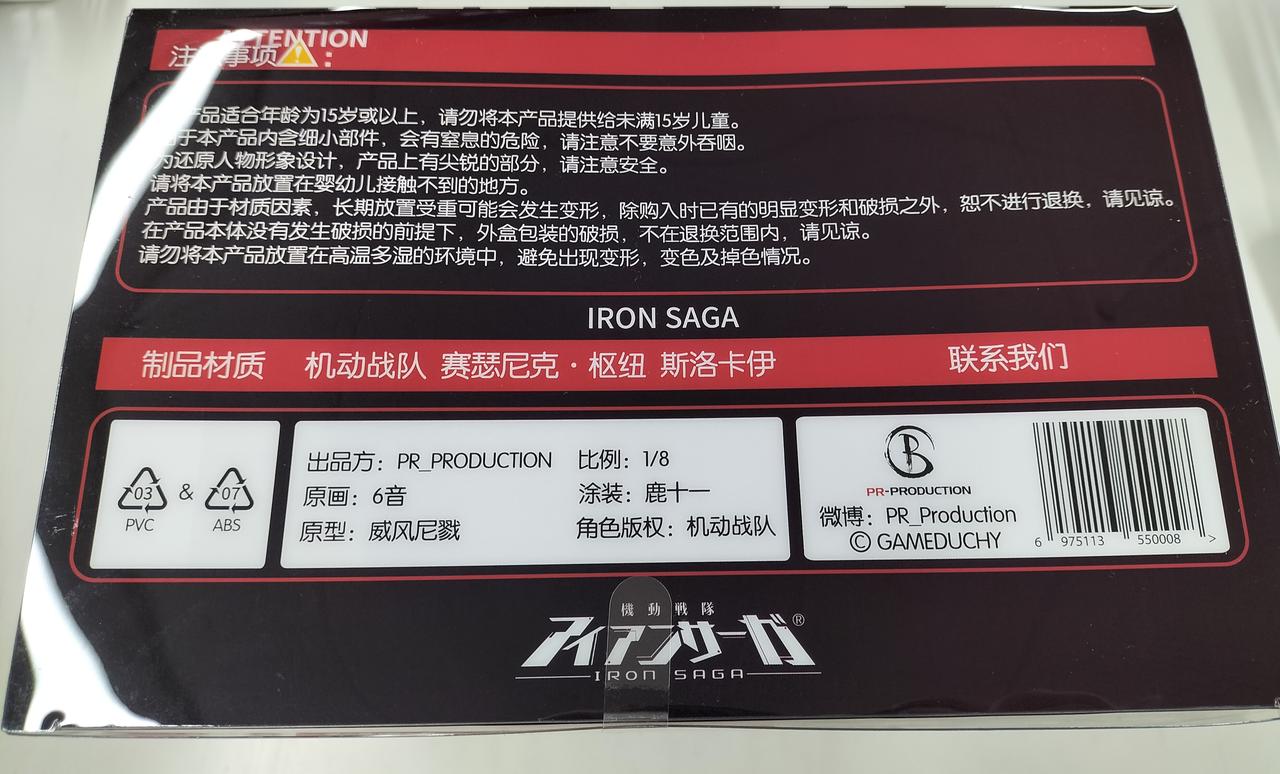 ATTENTION
注意事项 :
产品适合年龄为15岁或以上，请勿将本产品提供给未满15岁儿童。
于本产品内含细小部件，会有窒息的危险，请注意不要意外吞咽。
为还原人物形象设计，产品上有尖锐的部分，请注意安全。
请将本产品放置在婴幼儿接触不到的地方。
产品由于材质因素，长期放置受重可能会发生变形，除购入时已有的明显变形和破损之外，恕不进行退换，请见谅。
在产品本体没有发生破损的前提下，外盒包装的破损，不在退换范围内，请见谅。
请勿将本产品放置在高温多湿的环境中，避免出现变形，变色及掉色情况。
IRON SAGA
制品材质 机动战队 赛瑟尼克·枢纽 斯洛卡伊 联系我们
03 & 07
PVC ABS
出品方：PR_PRODUCTION 比例：1/8
原画：6音 涂装：鹿十一
原型：威风尼戮 角色版权：机动战队
PR-PRODUCTION
微博：PR_Production
© GAMEDUCHY
6 975113 550008 >
機動戦隊
アイアンサーガ®
IRON SAGA